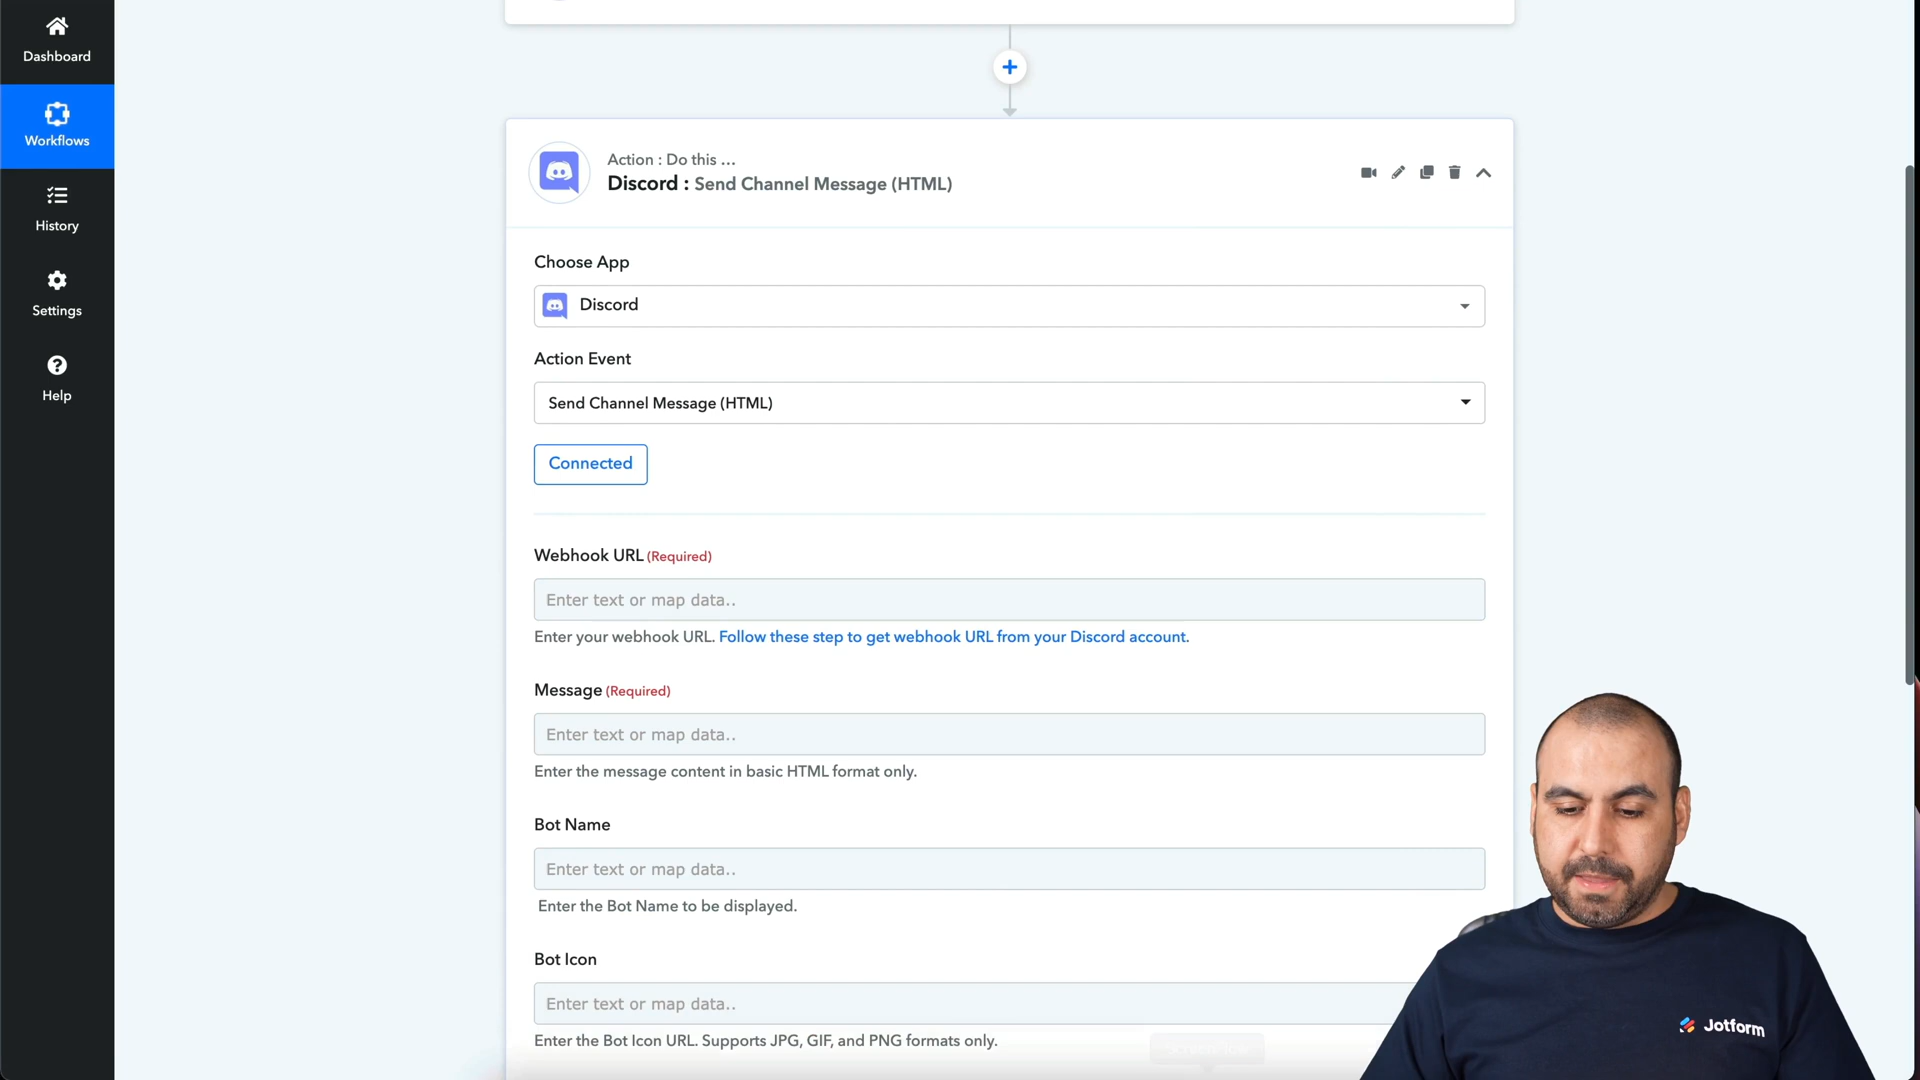 Dashboard
Workflows
History
Settings
Help
Action : Do this ...
Discord : Send Channel Message (HTML)
Choose App
Discord
Action Event
Send Channel Message (HTML)
Connected
Webhook URL (Required)
Enter text or map data..
Enter your webhook URL. Follow these step to get webhook URL from your Discord account.
Message (Required)
Enter text or map data..
Enter the message content in basic HTML format only.
Bot Name
Enter text or map data..
Enter the Bot Name to be displayed.
Bot Icon
Enter text or map data..
Enter the Bot Icon URL. Supports JPG, GIF, and PNG formats only.
Jotform